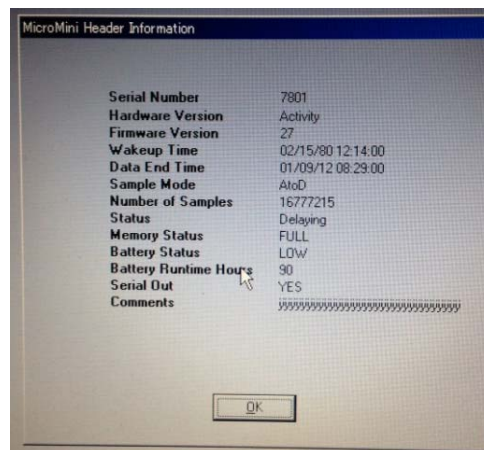 MicroMini Header Information
Serial Number 7801
Hardware Version Activity
Firmware Version 27
Wakeup Time 02/15/80 12:14:00
Data End Time 01/09/12 08:29:00
Sample Mode AtoD
Number of Samples 16777215
Status Delaying
Memory Status FULL
Battery Status LOW
Battery Runtime Hours 90
Serial Out YES
Comments ÿÿÿÿÿÿÿÿÿÿÿÿÿÿÿÿÿÿÿÿÿÿÿÿÿÿÿÿÿÿÿÿ
OK